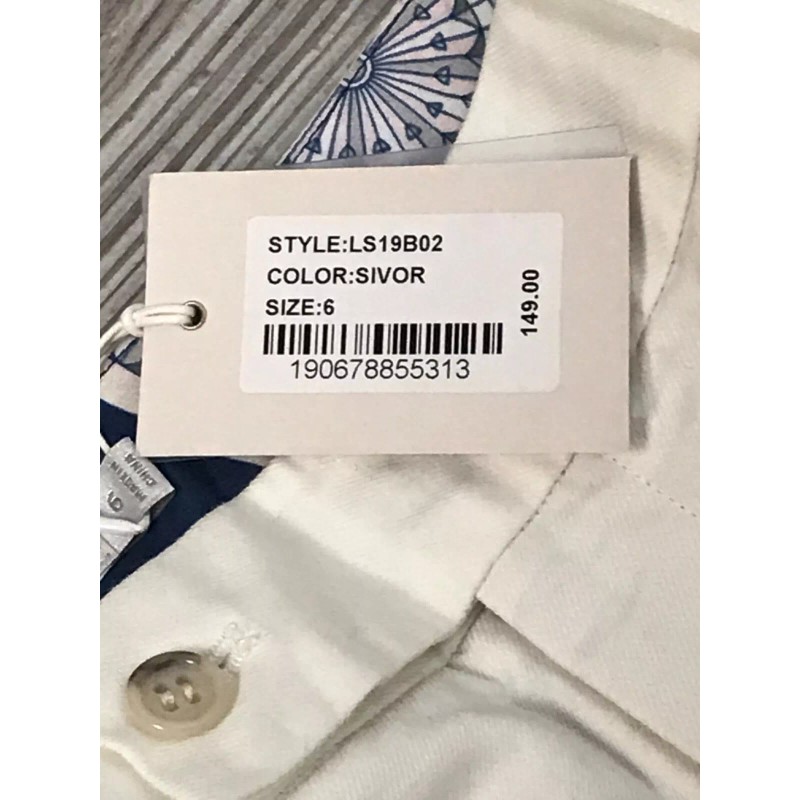 STYLE:LS19B02
COLOR:SIVOR
SIZE:6
149.00
190678855313